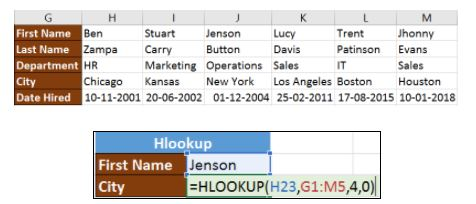 G H I J K L M
First Name Ben Stuart Jenson Lucy Trent Jhonny
Last Name Zampa Carry Button Davis Patinson Evans
Department HR Marketing Operations Sales IT Sales
City Chicago Kansas New York Los Angeles Boston Houston
Date Hired 10-11-2001 20-06-2002 01-12-2004 25-02-2011 17-08-2015 10-01-2018
Hlookup
First Name Jenson
City =HLOOKUP(H23,G1:M5,4,0)